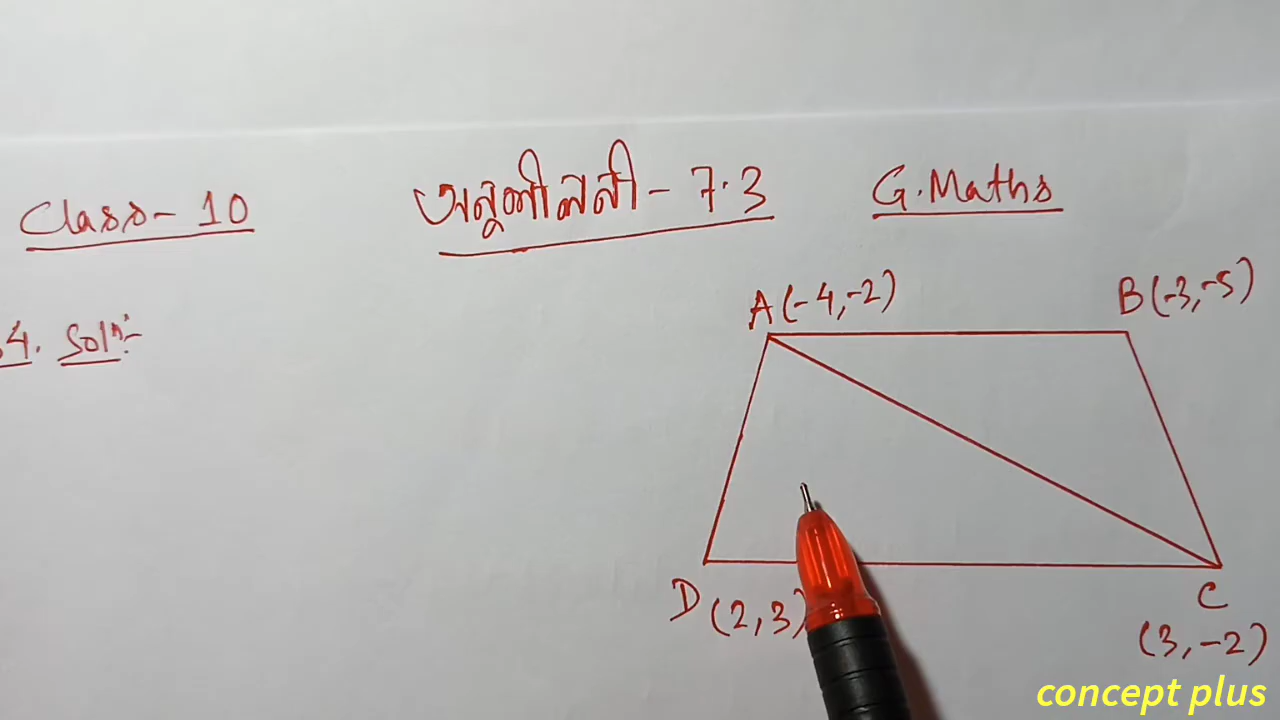 Class- 10 অনুশীলনী - 7.3 G.Maths
4. Solⁿ:-
A(-4,-2) B(-3,-5)
D(2,3) C
(3,-2)
concept plus